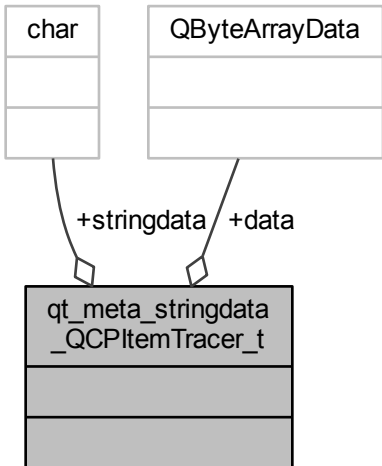 char
QByteArrayData
+stringdata
+data
qt_meta_stringdata
_QCPItemTracer_t